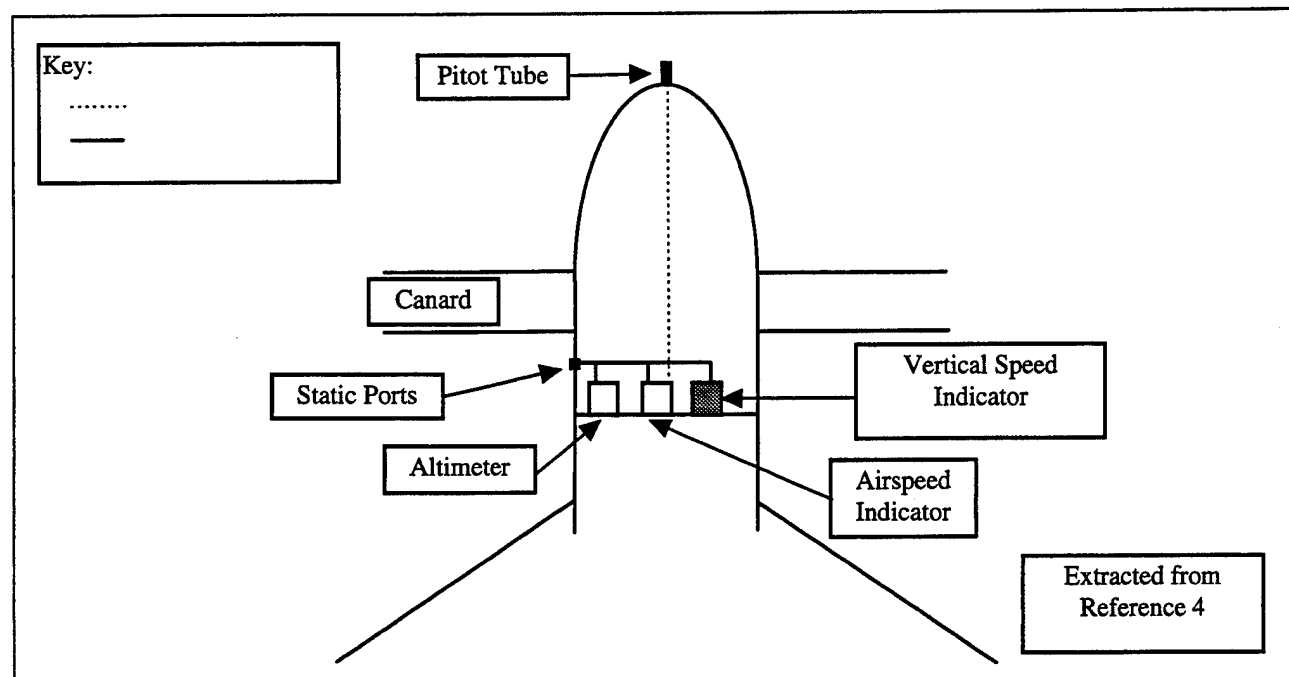 Key:
Pitot Tube
Canard
Static Ports
Vertical Speed
Indicator
Altimeter
Airspeed
Indicator
Extracted from
Reference 4